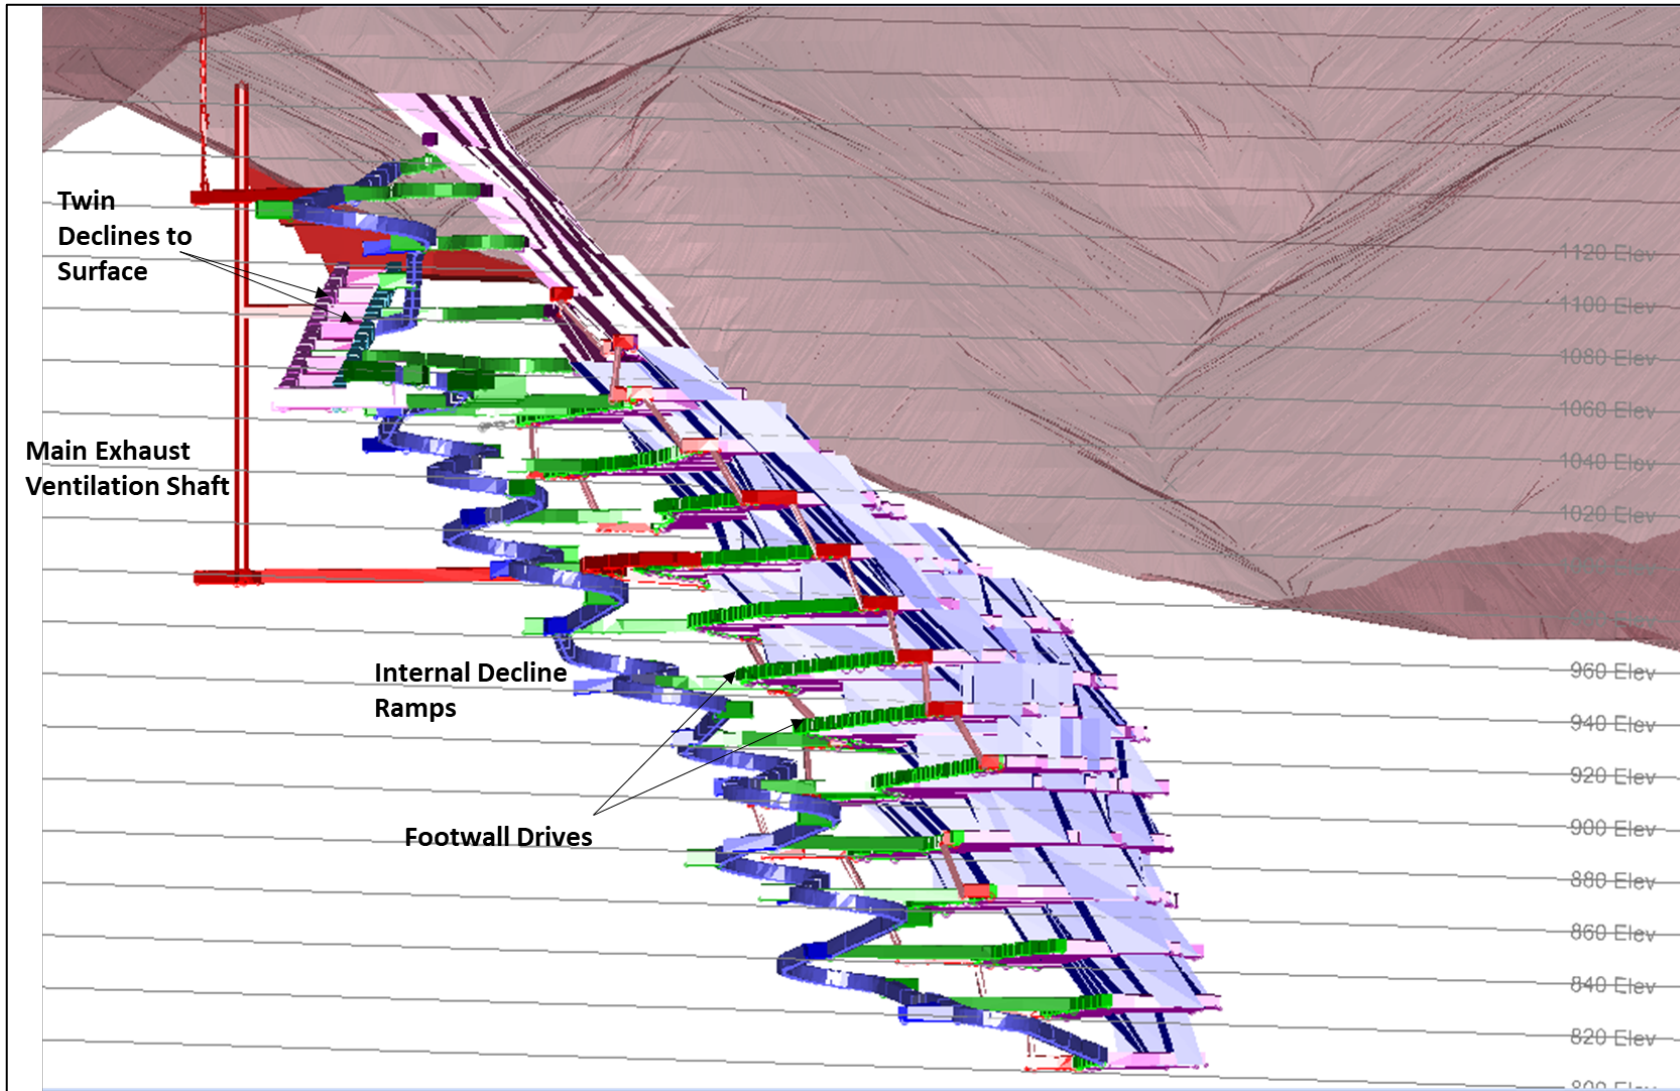 Twin
Declines to
Surface
Main Exhaust
Ventilation Shaft
Internal Decline
Ramps
Footwall Drives
1120 Elev
1100 Elev
1080 Elev
1060 Elev
1040 Elev
1020 Elev
960 Elev
940 Elev
920 Elev
900 Elev
880 Elev
860 Elev
840 Elev
820 Elev